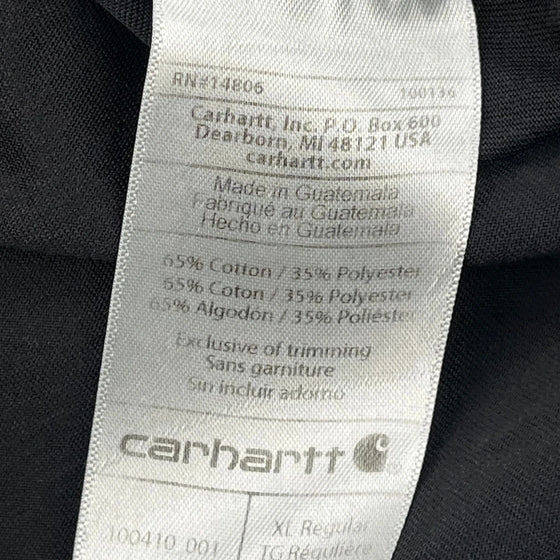 RN#14806 100136
Carhartt, Inc. P.O. Box 600
Dearborn, MI 48121 USA
carhartt.com
Made in Guatemala
Fabriqué au Guatemala
Hecho en Guatemala
65% Cotton / 35% Polyester
65% Coton / 35% Polyester
65% Algodón / 35% Poliéster
Exclusive of trimming
Sans garniture
Sin incluir adorno
carhartt
100410 001 XL Regular
TG Régulière